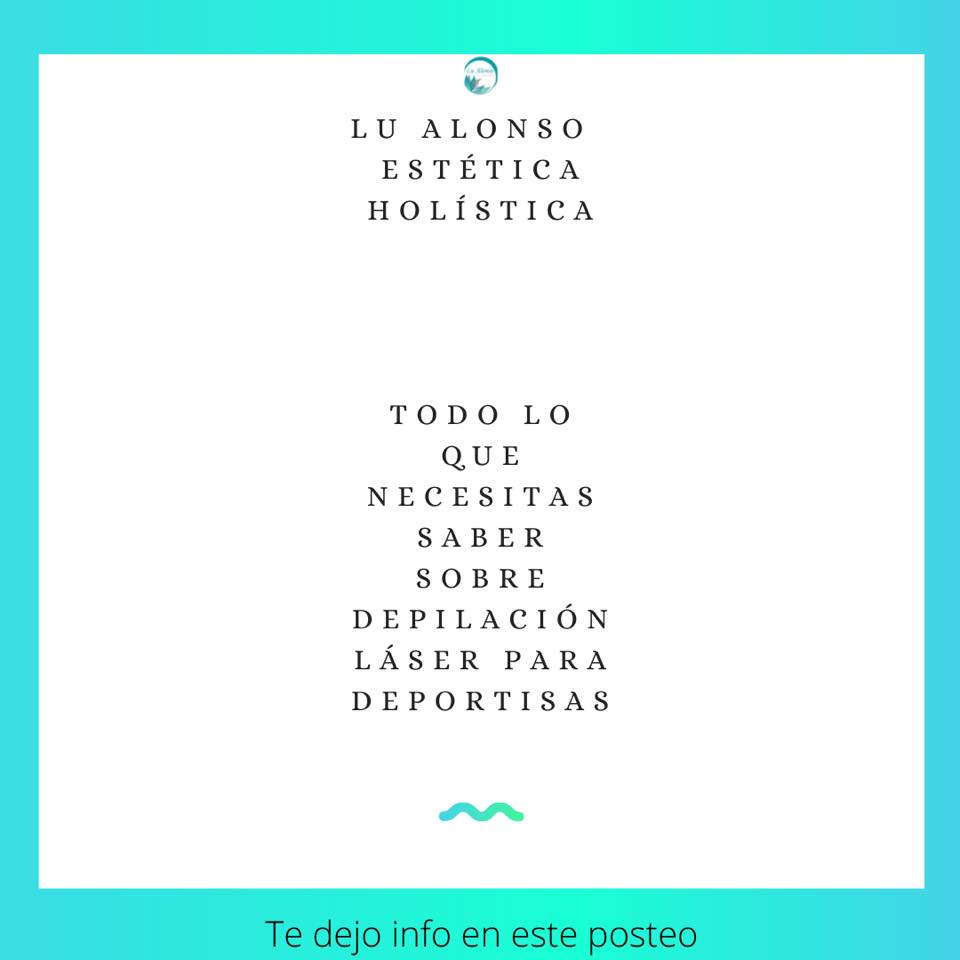 Lu Alonso
LU ALONSO
ESTÉTICA
HOLÍSTICA
TODO LO
QUE
NECESITAS
SABER
SOBRE
DEPILACIÓN
LÁSER PARA
DEPORTISAS
Te dejo info en este posteo